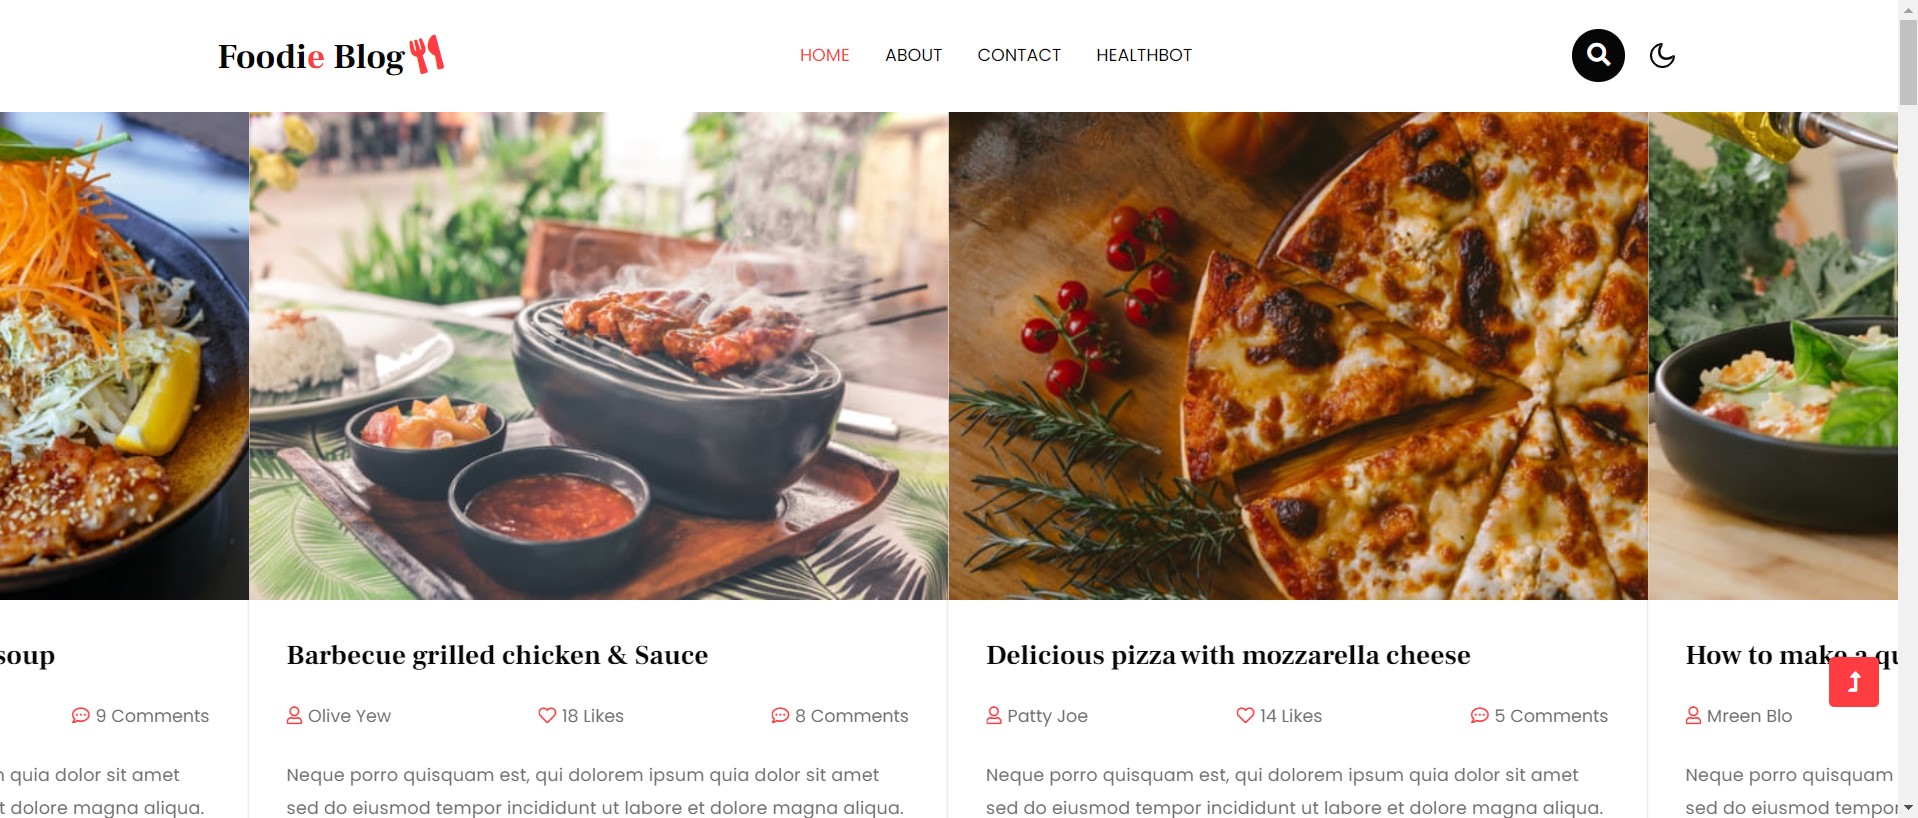 Foodie Blog
HOME ABOUT CONTACT HEALTHBOT
soup
9 Comments
n quia dolor sit amet
t dolore magna aliqua.
Barbecue grilled chicken & Sauce
Olive Yew 18 Likes 8 Comments
Neque porro quisquam est, qui dolorem ipsum quia dolor sit amet
sed do eiusmod tempor incididunt ut labore et dolore magna aliqua.
Delicious pizza with mozzarella cheese
Patty Joe 14 Likes 5 Comments
Neque porro quisquam est, qui dolorem ipsum quia dolor sit amet
sed do eiusmod tempor incididunt ut labore et dolore magna aliqua.
How to make a qu
Mreen Blo
Neque porro quisquam
sed do eiusmod tempor